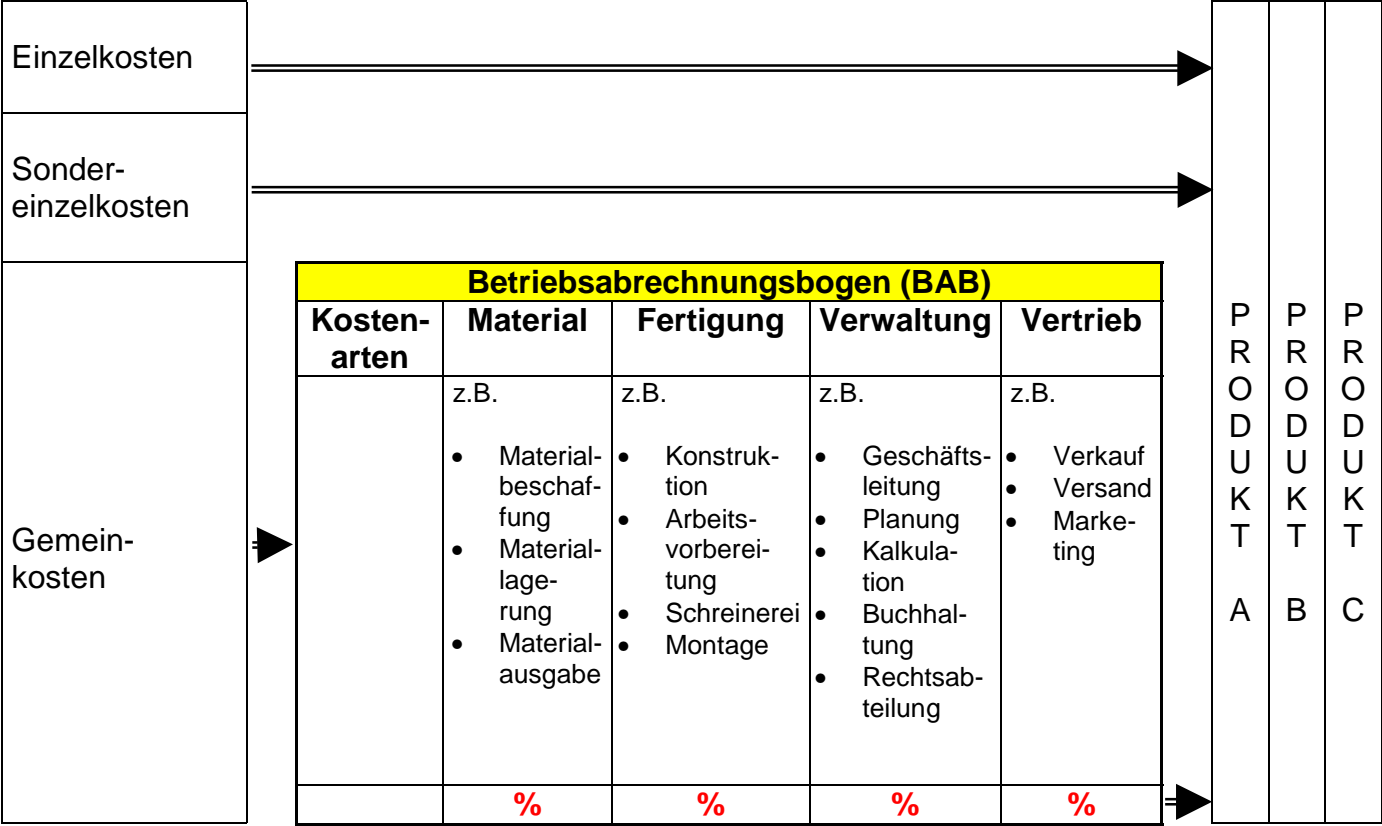 Einzelkosten
Sonder-
einzelkosten
Gemein-
kosten
Betriebsabrechnungsbogen (BAB)
Kosten-
arten
Material
Fertigung
Verwaltung
Vertrieb
z.B.
• Material-
beschaf-
fung
• Material-
lage-
rung
• Material-
ausgabe
z.B.
• Konstruk-
tion
• Arbeits-
vorberei-
tung
• Schreinerei
• Montage
z.B.
• Geschäfts-
leitung
• Planung
• Kalkula-
tion
• Buchhal-
tung
• Rechtsab-
teilung
z.B.
• Verkauf
• Versand
• Marke-
ting
% % % %
PRODUKT A
PRODUKT B
PRODUKT C